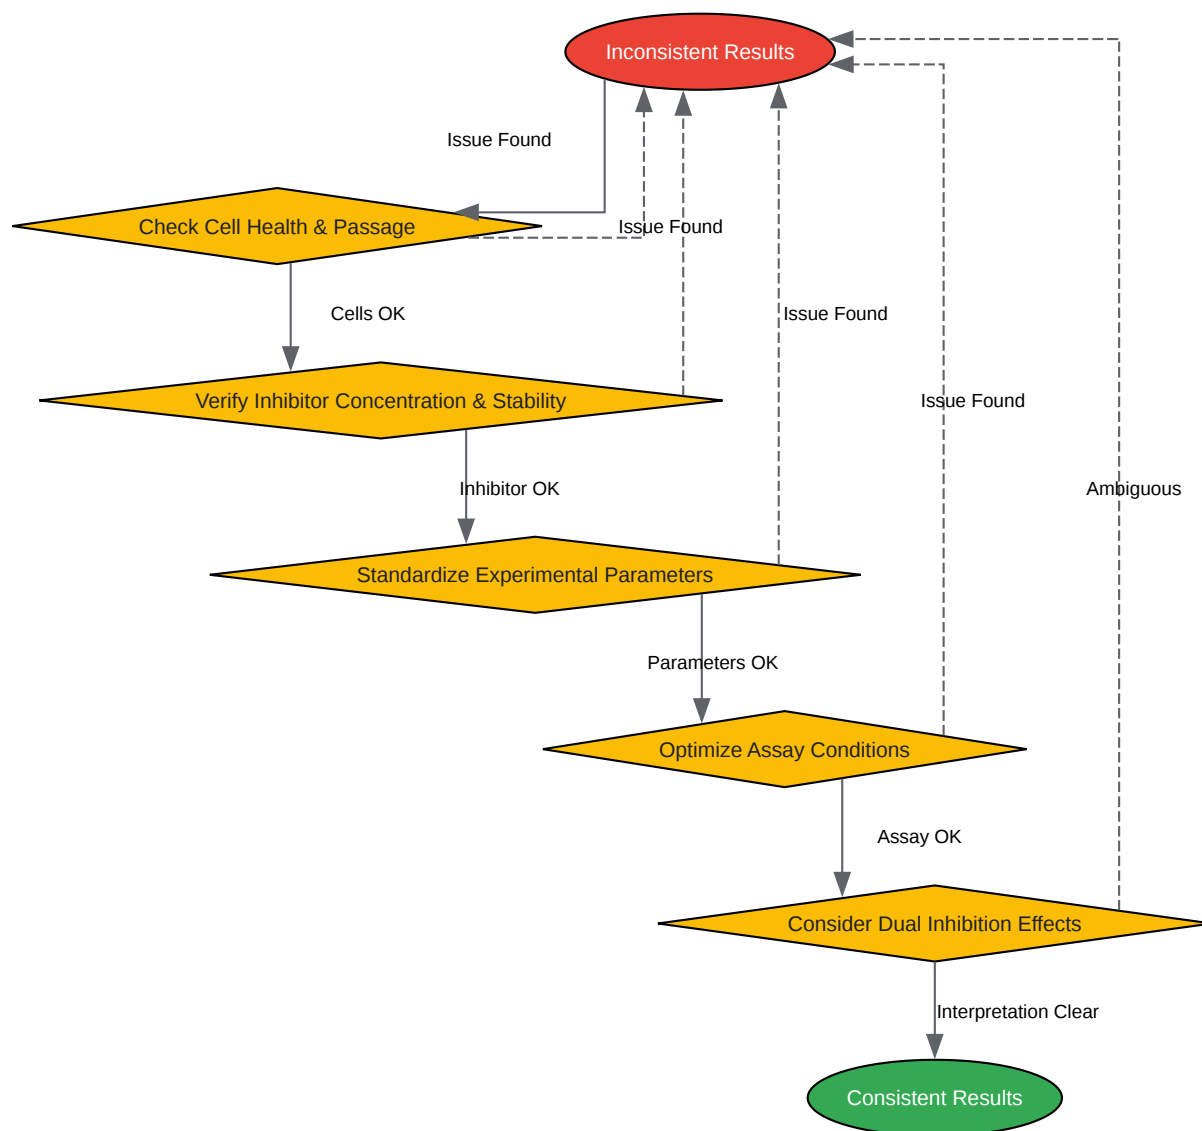 Inconsistent Results
Issue Found
Check Cell Health & Passage
Issue Found
Cells OK
Issue Found
Verify Inhibitor Concentration & Stability
Issue Found
Inhibitor OK
Ambiguous
Standardize Experimental Parameters
Parameters OK
Optimize Assay Conditions
Assay OK
Consider Dual Inhibition Effects
Interpretation Clear
Consistent Results